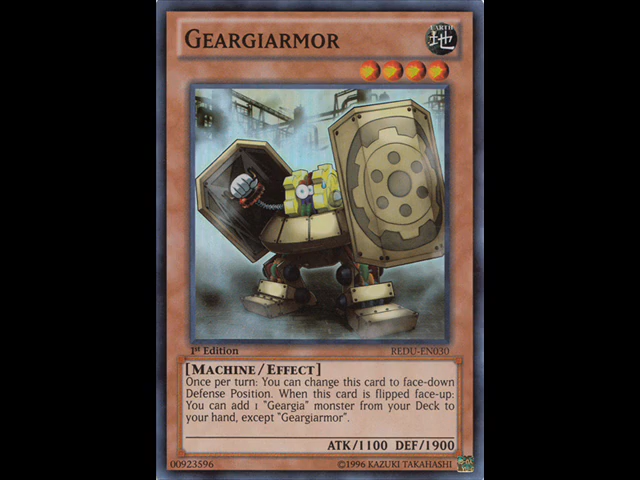 GEARGIARMOR
EARTH
地
1st Edition
REDU-EN030
[MACHINE/EFFECT]
Once per turn: You can change this card to face-down
Defense Position. When this card is flipped face-up:
You can add 1 "Geargia" monster from your Deck to
your hand, except "Geargiarmor".
ATK/1100 DEF/1900
00923596
©1996 KAZUKI TAKAHASHI